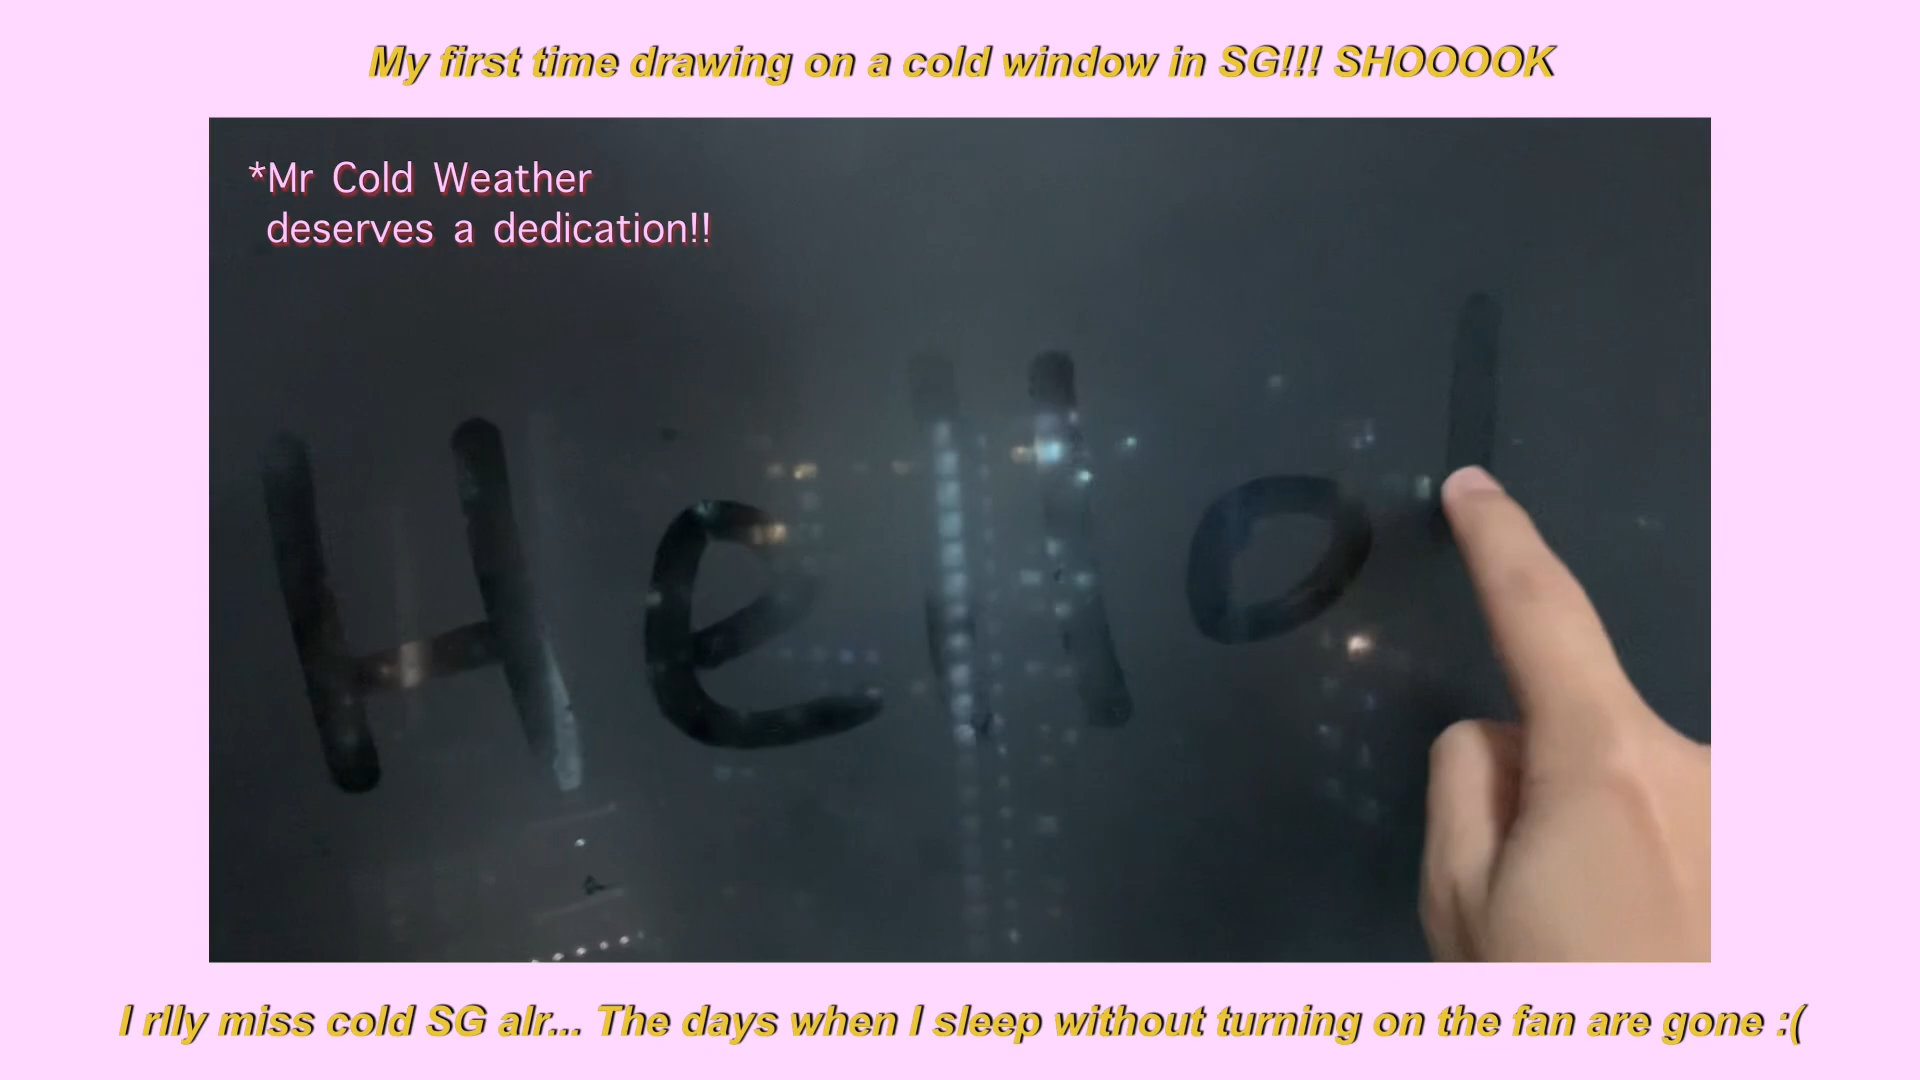 My first time drawing on a cold window in SG!!! SHOOOOK
*Mr Cold Weather
deserves a dedication!!
Hello!
I rlly miss cold SG alr... The days when I sleep without turning on the fan are gone :(